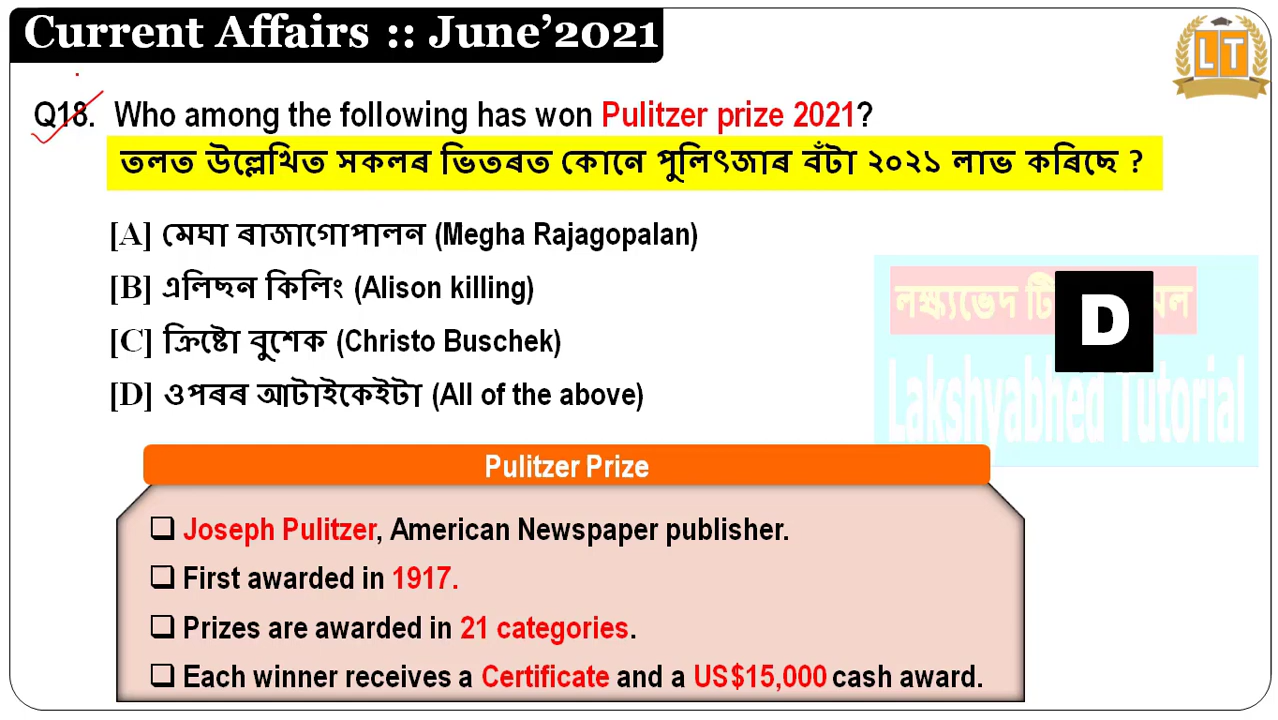 Current Affairs :: June'2021
LT
Q18. Who among the following has won Pulitzer prize 2021?
তলত উল্লেখিত সকলৰ ভিতৰত কোনে পুলিৎজাৰ বঁটা ২০২১ লাভ কৰিছে ?
[A] মেঘা ৰাজাগোপালন (Megha Rajagopalan)
[B] এলিছন কিলিং (Alison killing)
[C] ক্ৰিষ্টো বুশেক (Christo Buschek)
[D] ওপৰৰ আটাইকেইটা (All of the above)
লক্ষ্যভেদ
D
Lakshyabhed Tutorial
Pulitzer Prize
❑ Joseph Pulitzer, American Newspaper publisher.
❑ First awarded in 1917.
❑ Prizes are awarded in 21 categories.
❑ Each winner receives a Certificate and a US$15,000 cash award.